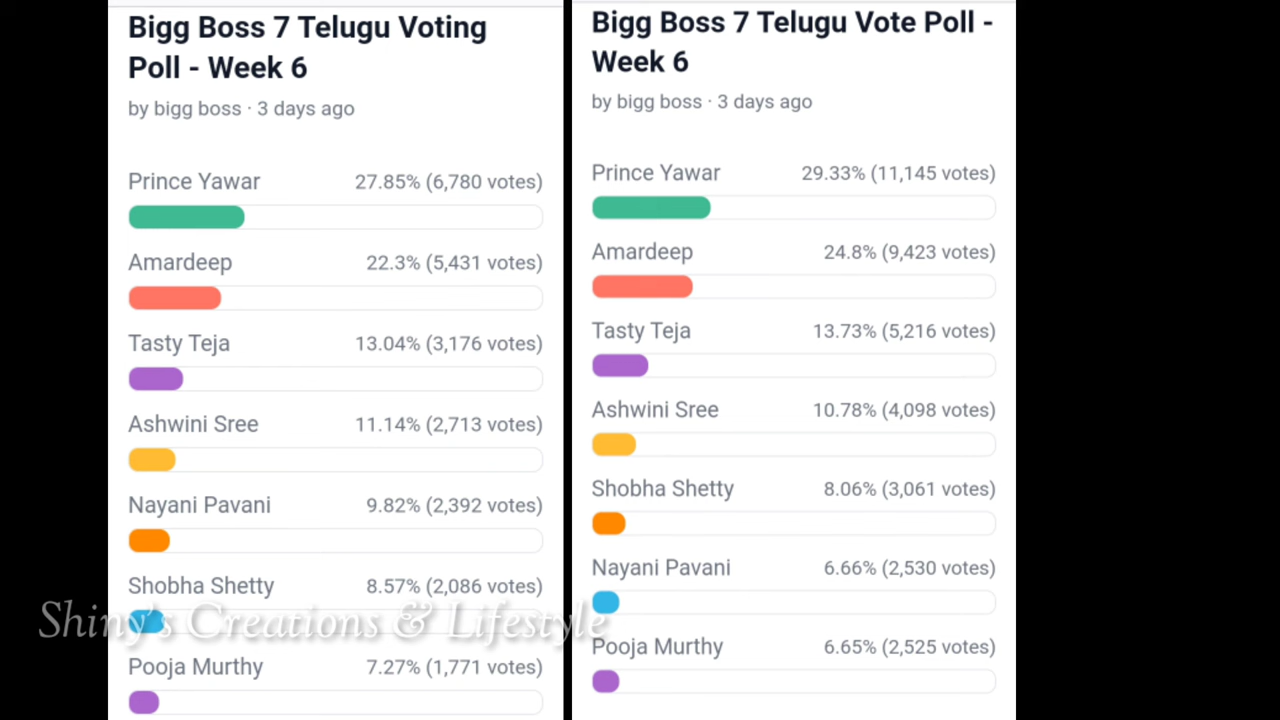 Bigg Boss 7 Telugu Voting
Poll - Week 6
by bigg boss · 3 days ago
Prince Yawar 27.85% (6,780 votes)
Amardeep 22.3% (5,431 votes)
Tasty Teja 13.04% (3,176 votes)
Ashwini Sree 11.14% (2,713 votes)
Nayani Pavani 9.82% (2,392 votes)
Shobha Shetty 8.57% (2,086 votes)
Pooja Murthy 7.27% (1,771 votes)
Bigg Boss 7 Telugu Vote Poll -
Week 6
by bigg boss · 3 days ago
Prince Yawar 29.33% (11,145 votes)
Amardeep 24.8% (9,423 votes)
Tasty Teja 13.73% (5,216 votes)
Ashwini Sree 10.78% (4,098 votes)
Shobha Shetty 8.06% (3,061 votes)
Nayani Pavani 6.66% (2,530 votes)
Pooja Murthy 6.65% (2,525 votes)
Shiny's Creations & Lifestyle